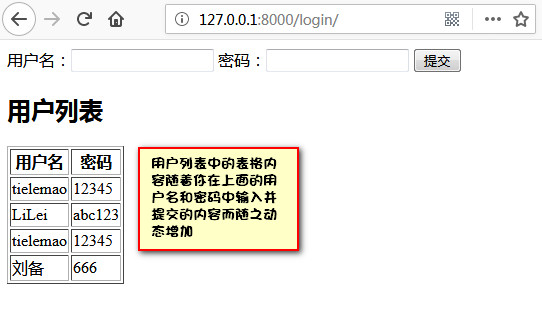 127.0.0.1:8000/login/
用户名： 密码： 提交
用户列表
用户名 密码
tielemao 12345
LiLei abc123
tielemao 12345
刘备 666
用户列表中的表格内
容随着你在上面的用
户名和密码中输入并
提交的内容而随之动
态增加